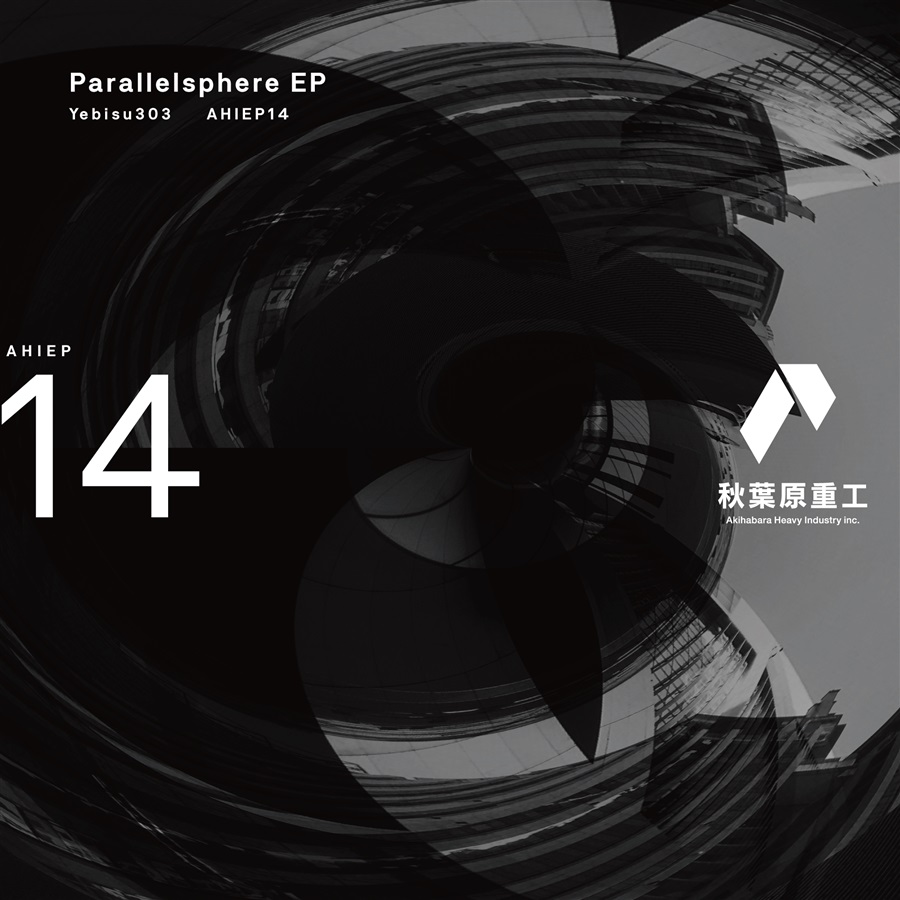 Parallelsphere EP
Yebisu303 AHIEP14
AHIEP
14
秋葉原重工
Akihabara Heavy Industry inc.